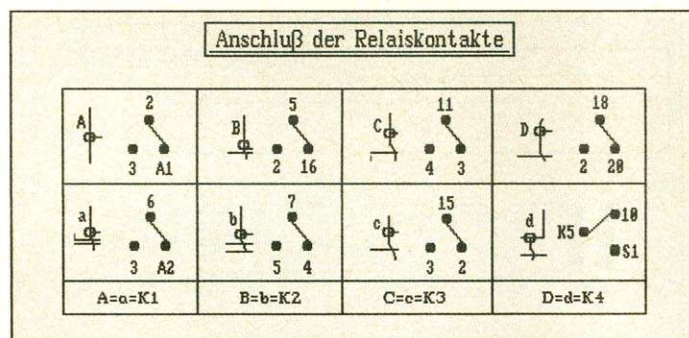 Anschluß der Relaiskontakte
2 5 11 18
A B C D
3 A1 2 16 4 3 2 20
6 7 15
a b c d K5 10
3 A2 5 4 3 2 S1
A=a=K1 B=b=K2 C=c=K3 D=d=K4